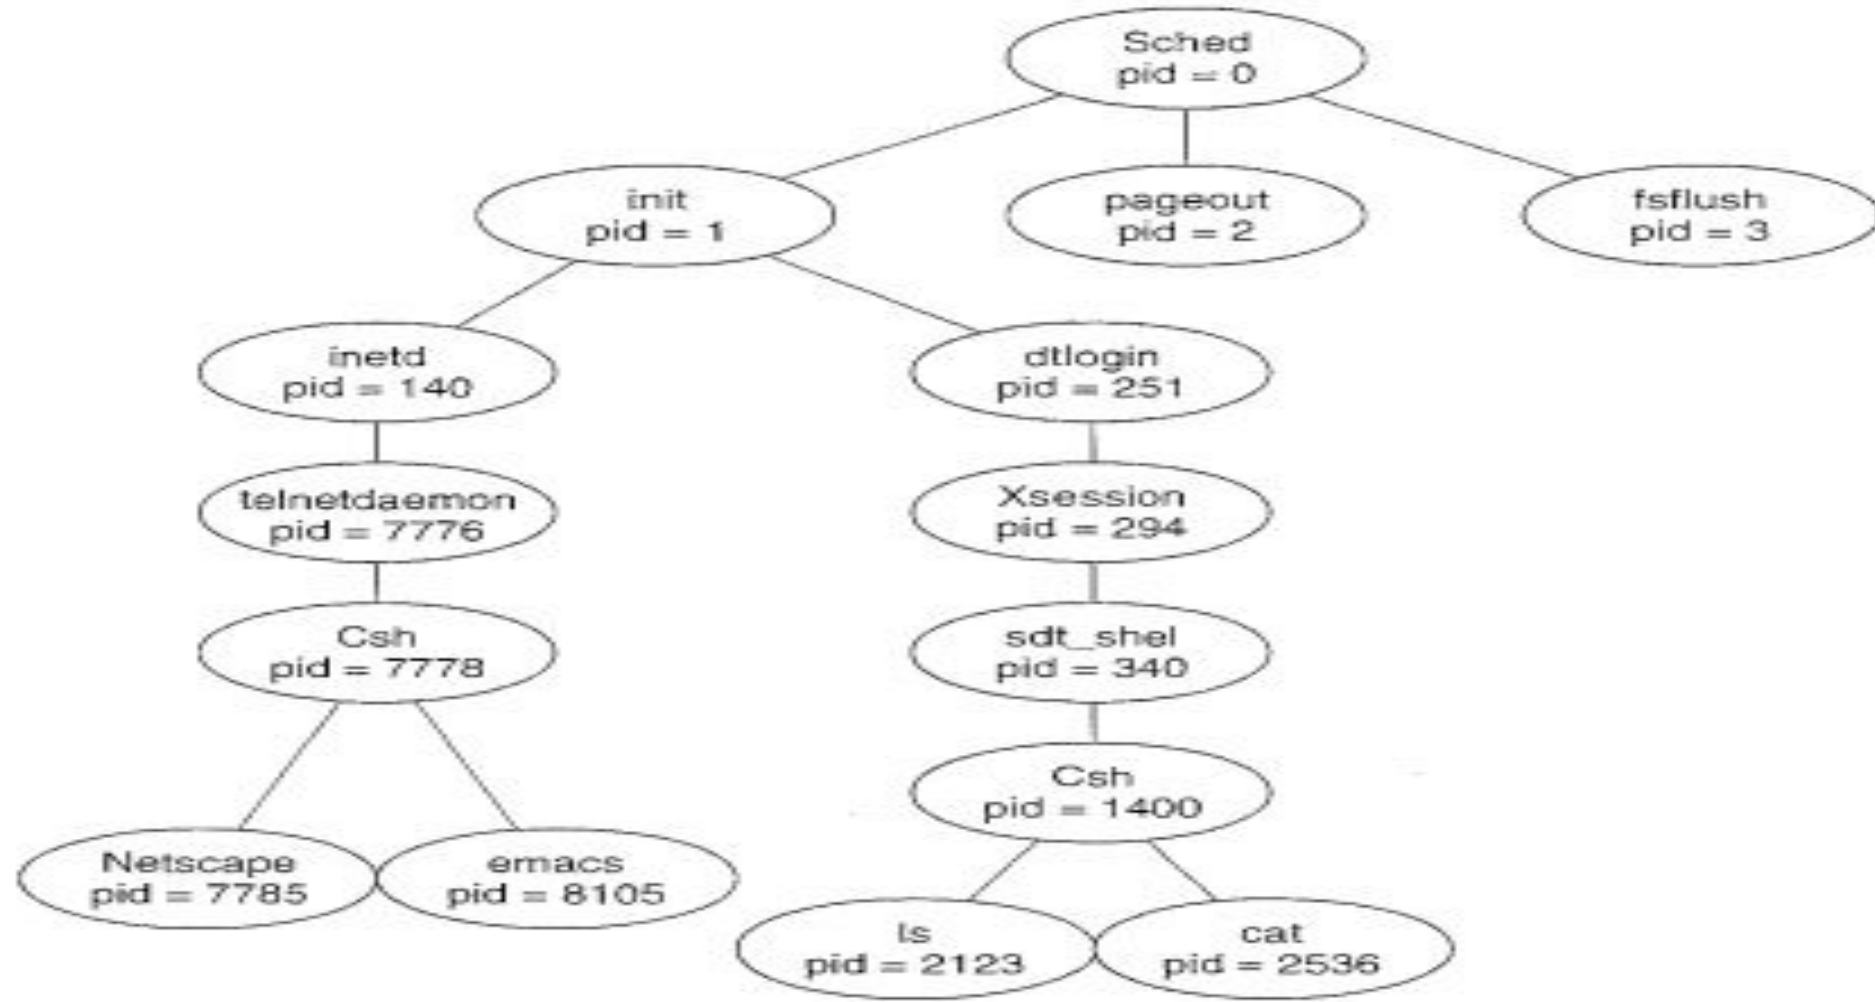 Sched
pid = 0
init
pid = 1
pageout
pid = 2
fsflush
pid = 3
inetd
pid = 140
dtlogin
pid = 251
telnetdaemon
pid = 7776
Xsession
pid = 294
Csh
pid = 7778
sdt_shel
pid = 340
Csh
pid = 1400
Netscape
pid = 7785
emacs
pid = 8105
ls
pid = 2123
cat
pid = 2536